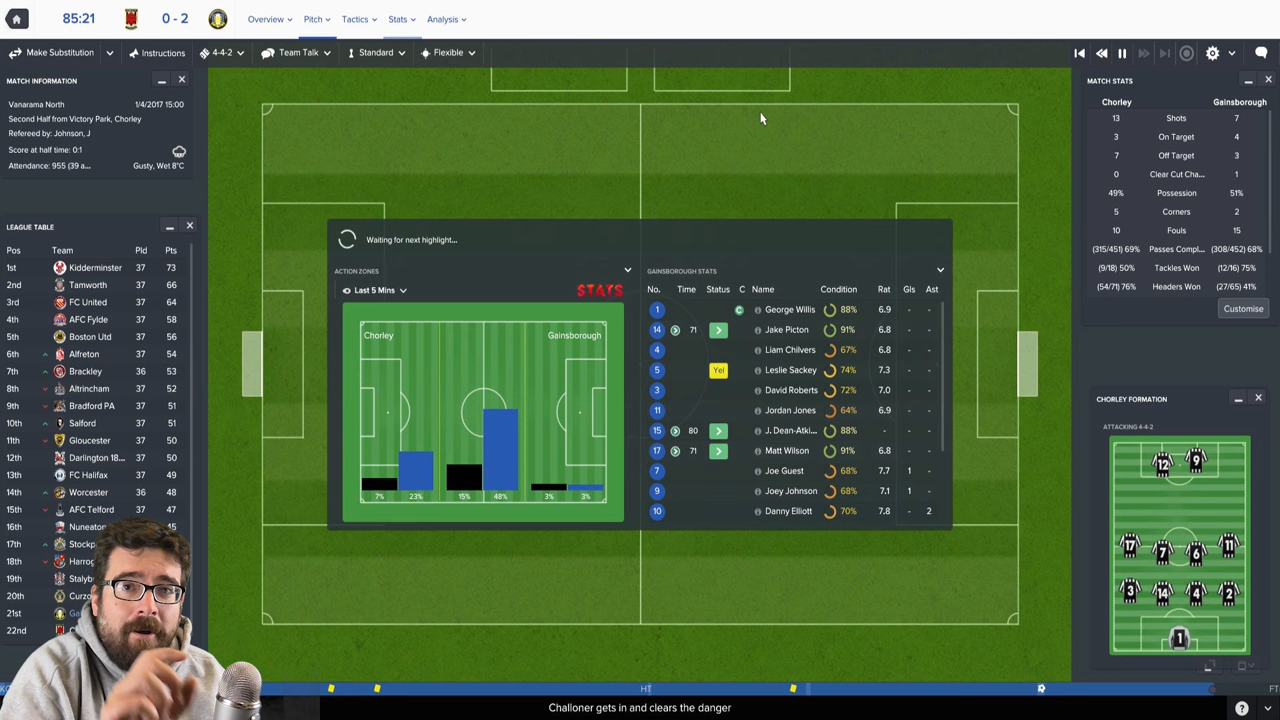 85:21
0 - 2
Overview
Pitch
Tactics
Stats
Analysis
Make Substitution
Instructions
4-4-2
Team Talk
Standard
Flexible
MATCH INFORMATION
Vanarama North 1/4/2017 15:00
Second Half from Victory Park, Chorley
Refereed by: Johnson, J
Score at half time: 0:1
Attendance: 955 (39 a... Gusty, Wet 8°C
LEAGUE TABLE
Pos Team Pld Pts
1st Kidderminster 37 73
2nd Tamworth 37 66
3rd FC United 37 64
4th AFC Fylde 37 58
5th Boston Ltd 37 56
6th Alfreton 37 54
7th Brackley 36 53
8th Altrincham 37 52
9th Bradford PA 37 51
10th Salford 37 51
11th Gloucester 37 50
12th Darlington 18... 37 50
13th FC Halifax 37 49
14th Worcester 36 48
15th AFC Telford 37 47
16th Nuneaton 45
17th Stockp
18th Harrog
19th Stalyb
20th Curzo
21st Ga
22nd
Waiting for next highlight...
ACTION ZONES
Last 5 Mins
STATS
Chorley Gainsborough
7% 23% 15% 48% 3% 3%
GAINSBOROUGH STATS
No. Time Status C Name Condition Rat Gls Ast
1 C George Willis 88% 6.9 - -
14 71 Jake Picton 91% 6.8 - -
4 Liam Chilvers 67% 6.8 - -
5 Yel Leslie Sackey 74% 7.3 - -
3 David Roberts 72% 7.0 - -
11 Jordan Jones 64% 6.9 - -
15 80 J. Dean-Atki... 88% - - -
17 71 Matt Wilson 91% 6.8 - -
7 Joe Guest 68% 7.7 1 -
9 Joey Johnson 68% 7.1 1 -
10 Danny Elliott 70% 7.8 - 2
MATCH STATS
Chorley Gainsborough
13 Shots 7
3 On Target 4
7 Off Target 3
0 Clear Cut Cha... 1
49% Possession 51%
5 Corners 2
10 Fouls 15
(315/451) 69% Passes Compl... (308/452) 68%
(9/18) 50% Tackles Won (12/16) 75%
(54/71) 76% Headers Won (27/65) 41%
Customise
CHORLEY FORMATION
ATTACKING 4-4-2
12 9
17 7 6 11
3 14 4 2
1
HT
FT
Challoner gets in and clears the danger
?